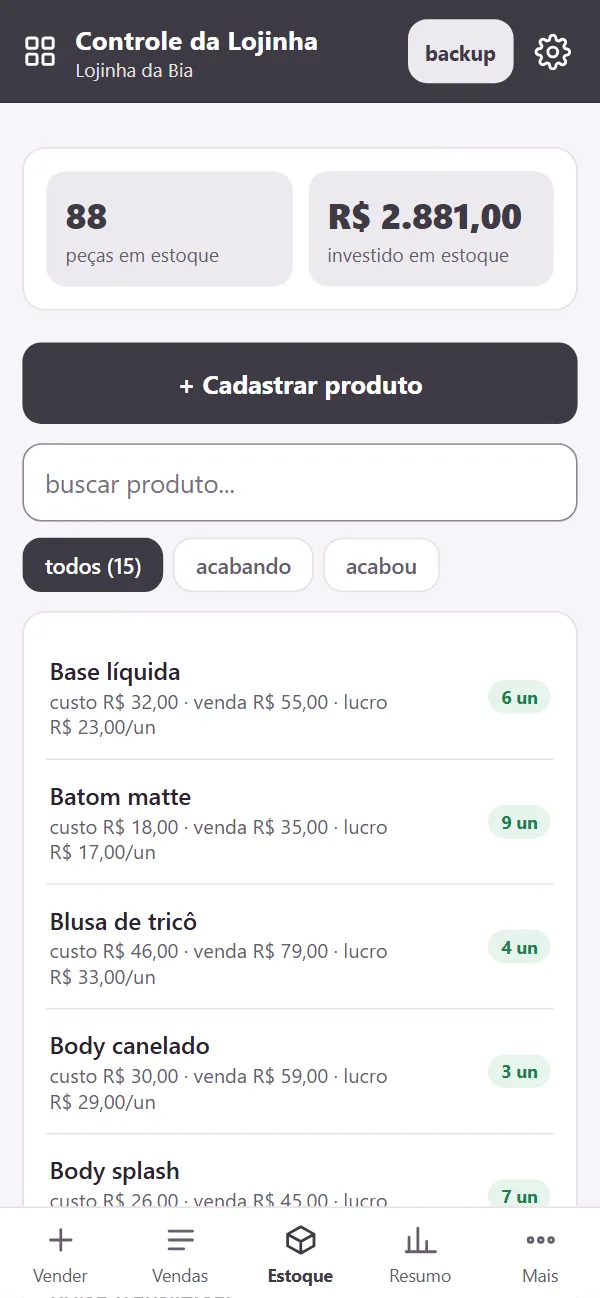 Controle da Lojinha
Lojinha da Bia
backup
88
peças em estoque
R$ 2.881,00
investido em estoque
+ Cadastrar produto
buscar produto...
todos (15)
acabando
acabou
Base líquida
custo R$ 32,00 · venda R$ 55,00 · lucro
R$ 23,00/un
6 un
Batom matte
custo R$ 18,00 · venda R$ 35,00 · lucro
R$ 17,00/un
9 un
Blusa de tricô
custo R$ 46,00 · venda R$ 79,00 · lucro
R$ 33,00/un
4 un
Body canelado
custo R$ 30,00 · venda R$ 59,00 · lucro
R$ 29,00/un
3 un
Body splash
custo R$ 26,00 · venda R$ 45,00 · lucro
7 un
Vender
Vendas
Estoque
Resumo
Mais